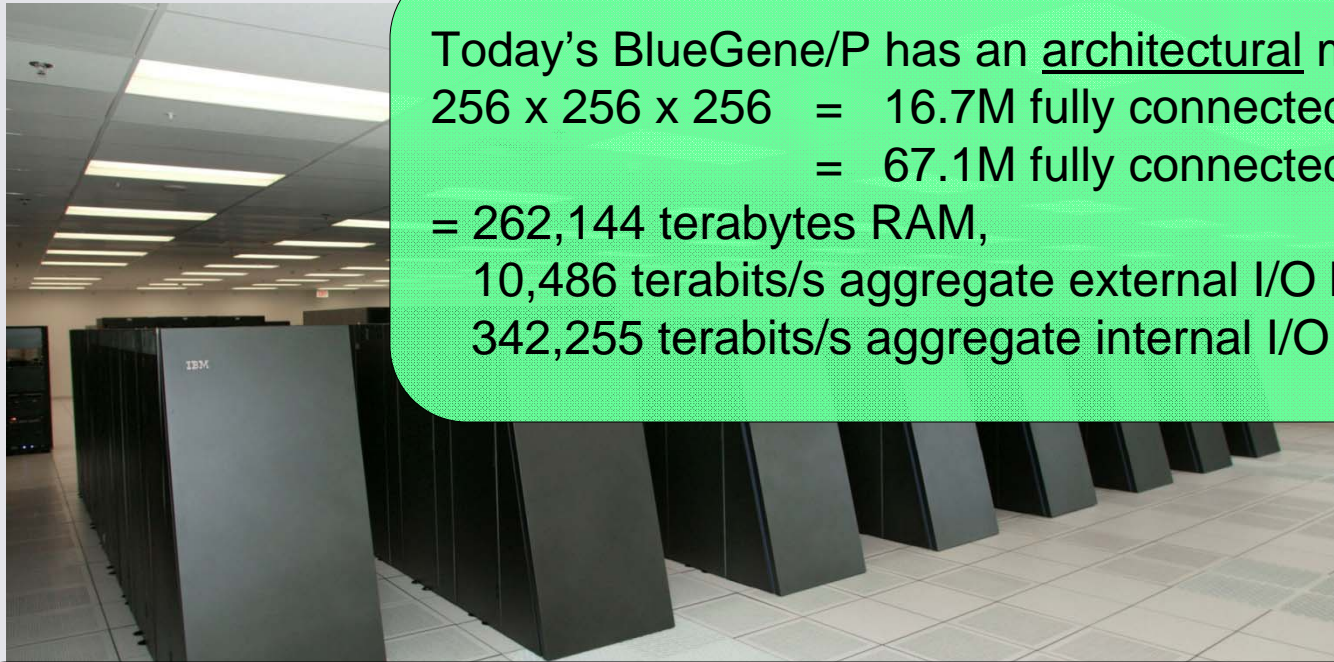 Today’s BlueGene/P has an architectural
256 x 256 x 256 = 16.7M fully connected
= 67.1M fully connected
= 262,144 terabytes RAM,
10,486 terabits/s aggregate external I/O
342,255 terabits/s aggregate internal I/O
IBM